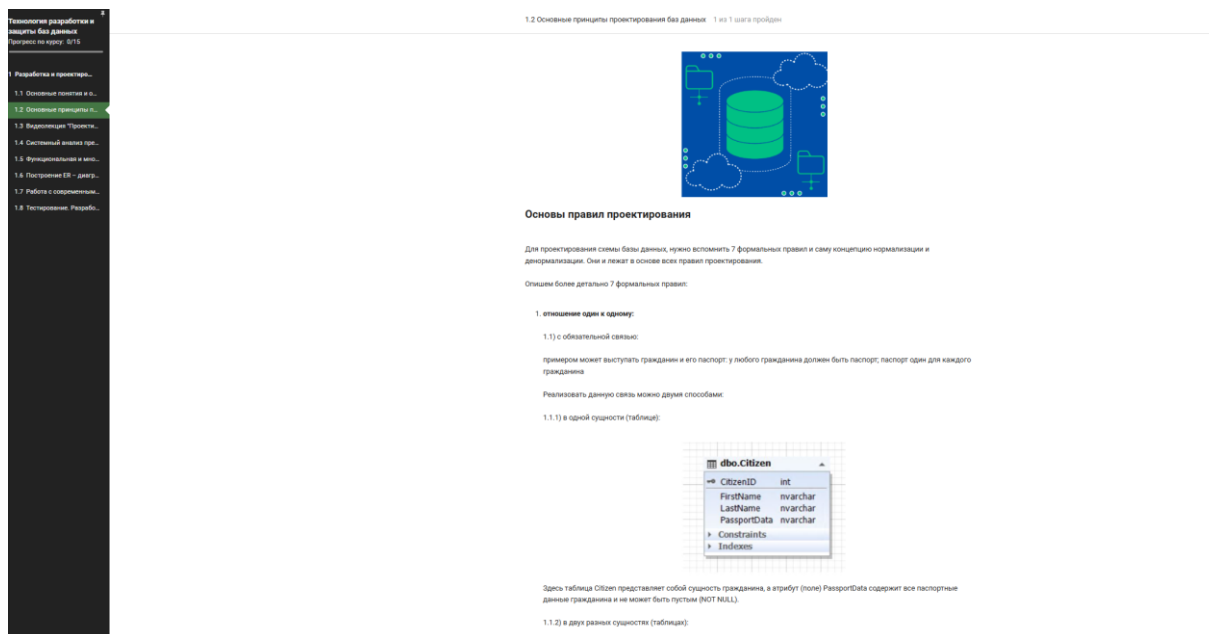 Технология разработки и
защиты баз данных
Прогресс по курсу: 0/15
1 Разработка и проектиро...
1.1 Основные понятия и о...
1.2 Основные принципы п...
1.3 Видеолекция "Проекти...
1.4 Системный анализ пре...
1.5 Функциональная и мно...
1.6 Построение ER – диагр...
1.7 Работа с современным...
1.8 Тестирование. Разрабо...
1.2 Основные принципы проектирования баз данных 1 из 1 шага пройден
Основы правил проектирования
Для проектирования схемы базы данных, нужно вспомнить 7 формальных правил и саму концепцию нормализации и
денормализации. Они и лежат в основе всех правил проектирования.
Опишем более детально 7 формальных правил:
1. отношение один к одному:
1.1) с обязательной связью:
примером может выступать гражданин и его паспорт: у любого гражданина должен быть паспорт; паспорт один для каждого
гражданина
Реализовать данную связь можно двумя способами:
1.1.1) в одной сущности (таблице):
dbo.Citizen
CitizenID int
FirstName nvarchar
LastName nvarchar
PassportData nvarchar
Constraints
Indexes
Здесь таблица Citizen представляет собой сущность гражданина, а атрибут (поле) PassportData содержит все паспортные
данные гражданина и не может быть пустым (NOT NULL).
1.1.2) в двух разных сущностях (таблицах):